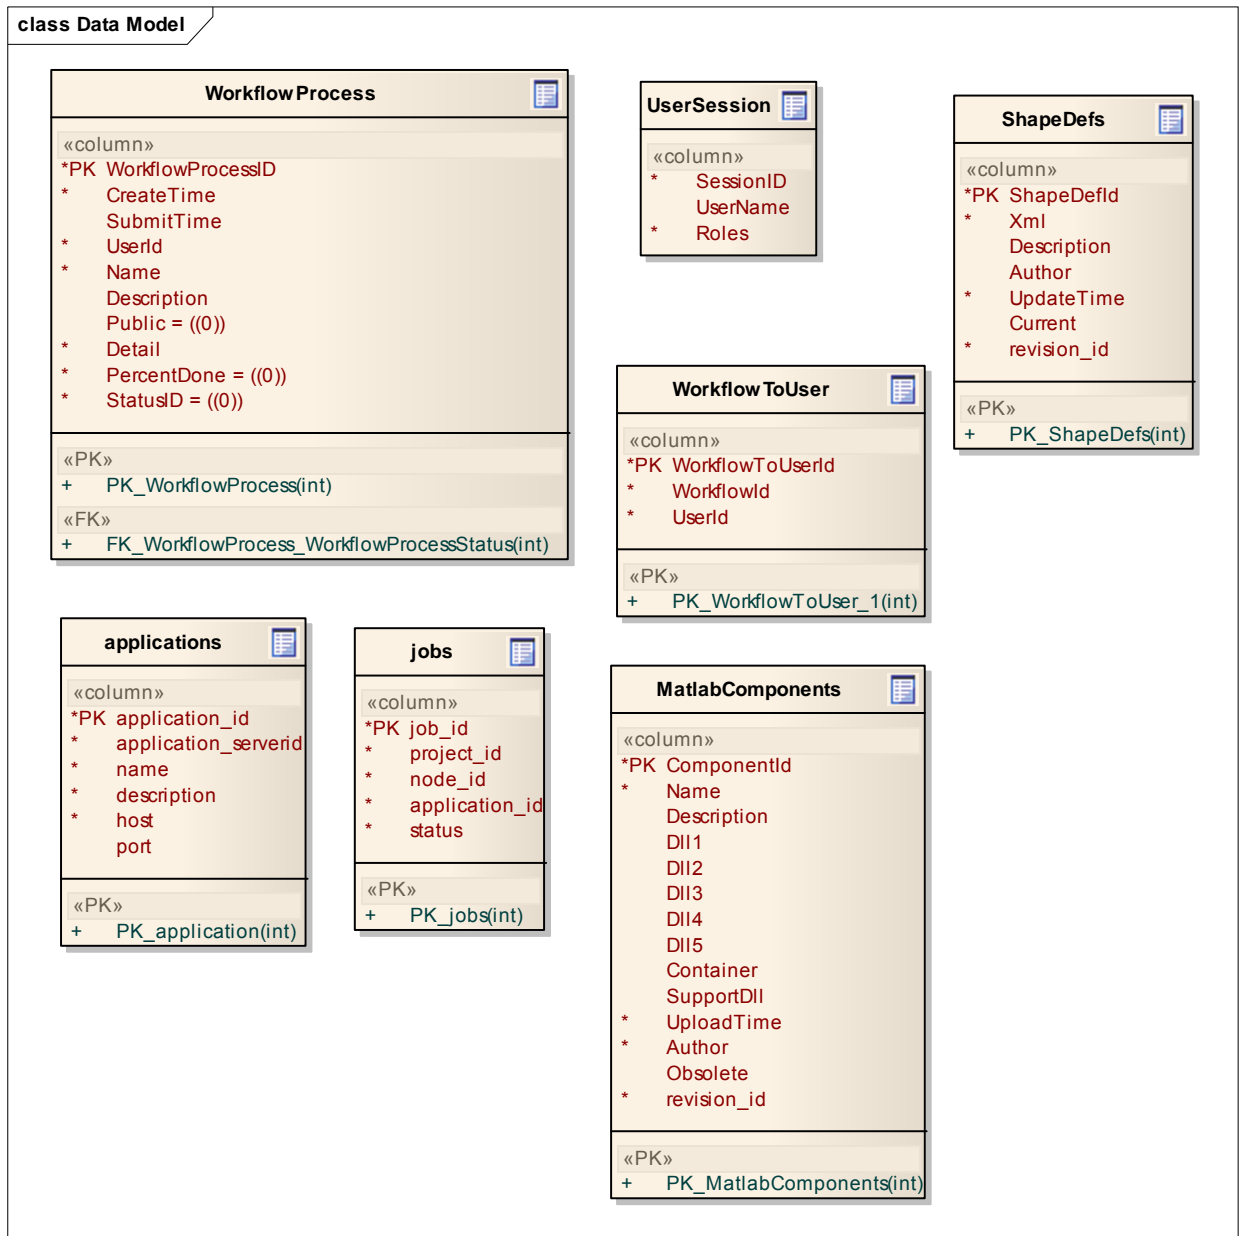 class Data Model
WorkflowProcess
«column»
*PK WorkflowProcessID
* CreateTime
SubmitTime
* UserId
* Name
Description
Public = ((0))
* Detail
* PercentDone = ((0))
* StatusID = ((0))
«PK»
+ PK_WorkflowProcess(int)
«FK»
+ FK_WorkflowProcess_WorkflowProcessStatus(int)
UserSession
«column»
* SessionID
UserName
* Roles
ShapeDefs
«column»
*PK ShapeDefId
* Xml
Description
Author
* UpdateTime
Current
* revision_id
«PK»
+ PK_ShapeDefs(int)
WorkflowToUser
«column»
*PK WorkflowToUserId
* WorkflowId
* UserId
«PK»
+ PK_WorkflowToUser_1(int)
applications
«column»
*PK application_id
* application_serverid
* name
* description
* host
port
«PK»
+ PK_application(int)
jobs
«column»
*PK job_id
* project_id
* node_id
* application_id
* status
«PK»
+ PK_jobs(int)
MatlabComponents
«column»
*PK ComponentId
* Name
Description
Dll1
Dll2
Dll3
Dll4
Dll5
Container
SupportDll
* UploadTime
* Author
Obsolete
* revision_id
«PK»
+ PK_MatlabComponents(int)